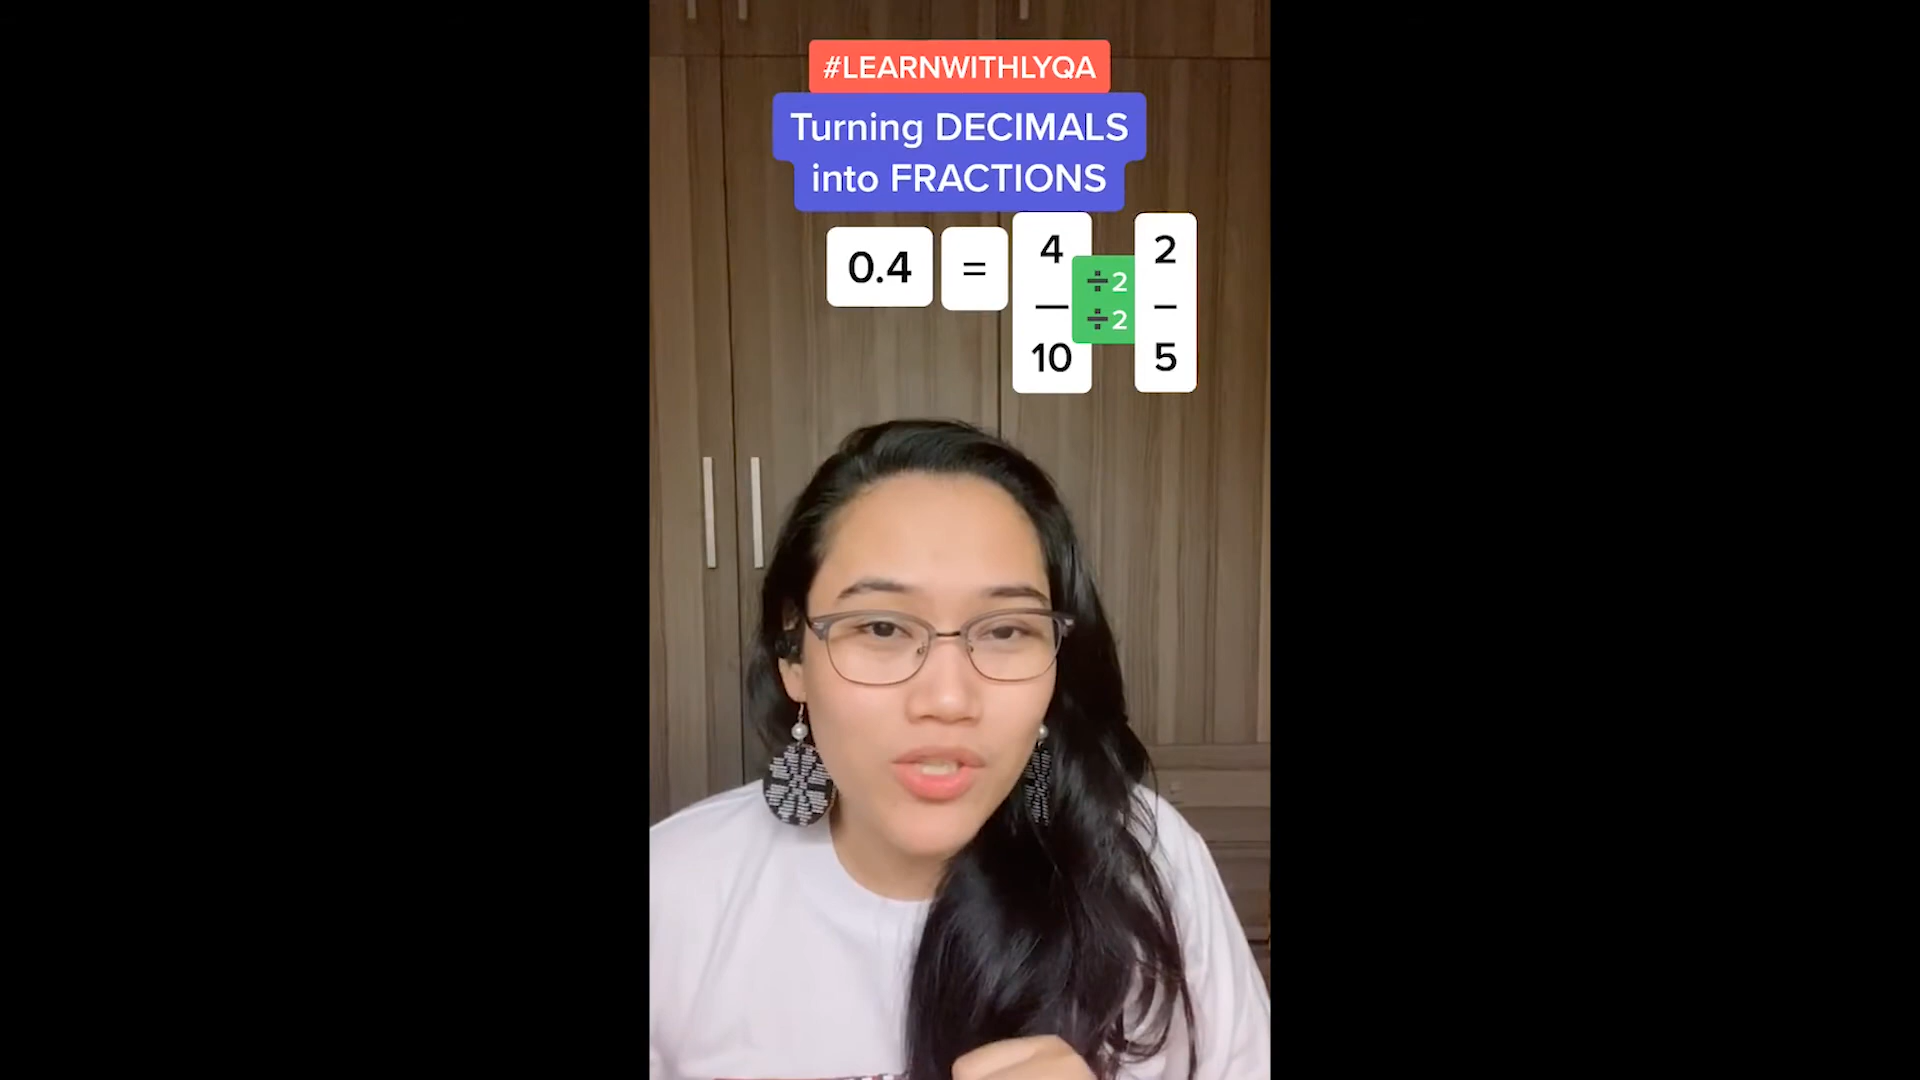 #LEARNWITHLYQA
Turning DECIMALS
into FRACTIONS
0.4 = 4/10 ÷2/÷2 2/5